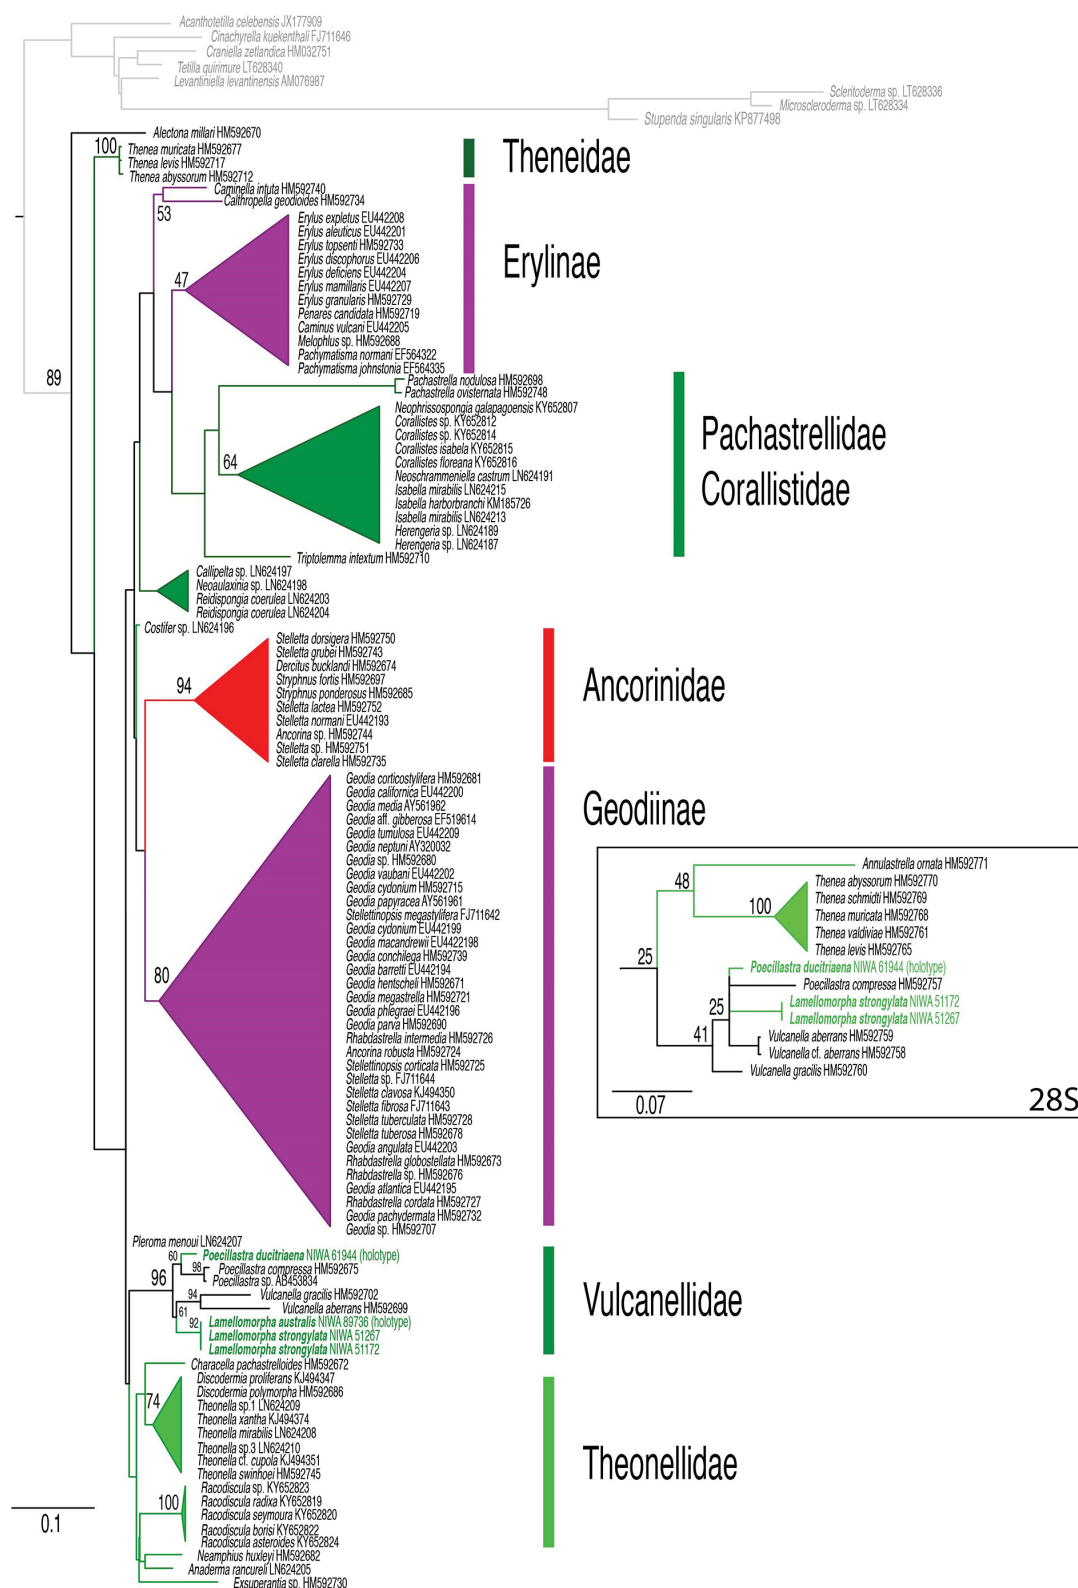 Acanthotetilla celebensis JX177909
Cinachyrella kuekenthali FJ711646
Craniella zetlandica HM032751
Tetilla quirimure LT628340
Levantiniella levantinensis AM076987
Scleritoderma sp. LT628336
Microscleroderma sp. LT628334
Stupenda singularis KP877498
Alectona millari HM592670
100
Thenea muricata HM592677
Thenea levis HM592717
Thenea abyssorum HM592712
Theneidae
Caminella intuta HM592740
Calthropella geodioides HM592734
53
Erylus expletus EU442208
Erylus aleuticus EU442201
Erylus topsenti HM592733
Erylus discophorus EU442206
Erylus deficiens EU442204
Erylus mamillaris EU442207
Erylus granularis HM592729
Penares candidata HM592719
Caminus vulcani EU442205
Melophlus sp. HM592688
Pachymatisma normani EF564322
Pachymatisma johnstonia EF564335
47
Erylinae
89
Pachastrella nodulosa HM592698
Pachastrella ovisternata HM592748
Neophrissospongia galapagoensis KY652807
Corallistes sp. KY652812
Corallistes sp. KY652814
Corallistes isabela KY652815
Corallistes floreana KY652816
Neoschrammeniella castrum LN624191
Isabella mirabilis LN624215
Isabella harborbranchi KM185726
Isabella mirabilis LN624213
Herengeria sp. LN624189
Herengeria sp. LN624187
64
Triptolemma intextum HM592710
Pachastrellidae
Corallistidae
Callipelta sp. LN624197
Neoaulaxinia sp. LN624198
Reidispongia coerulea LN624203
Reidispongia coerulea LN624204
Costifer sp. LN624196
Stelletta dorsigera HM592750
Stelletta grubei HM592743
Dercitus bucklandi HM592674
Stryphnus fortis HM592697
Stryphnus ponderosus HM592685
Stelletta lactea HM592752
Stelletta normani EU442193
Ancorina sp. HM592744
Stelletta sp. HM592751
Stelletta clarella HM592735
94
Ancorinidae
Geodia corticostylifera HM592681
Geodia californica EU442200
Geodia media AY561962
Geodia aff. gibberosa EF519614
Geodia tumulosa EU442209
Geodia neptuni AY320032
Geodia sp. HM592680
Geodia vaubani EU442202
Geodia cydonium HM592715
Geodia papyracea AY561961
Stellettinopsis megastylifera FJ711642
Geodia cydonium EU442199
Geodia macandrewii EU4422198
Geodia conchilega HM592739
Geodia barretti EU442194
Geodia hentscheli HM592671
Geodia megastrella HM592721
Geodia phlegraei EU442196
Geodia parva HM592690
Rhabdastrella intermedia HM592726
Ancorina robusta HM592724
Stellettinopsis corticata HM592725
Stelletta sp. FJ711644
Stelletta clavosa KJ494350
Stelletta fibrosa FJ711643
Stelletta tuberculata HM592728
Stelletta tuberosa HM592678
Geodia angulata EU442203
Rhabdastrella globostellata HM592673
Rhabdastrella sp. HM592676
Geodia atlantica EU442195
Rhabdastrella cordata HM592727
Geodia pachydermata HM592732
Geodia sp. HM592707
80
Geodiinae
Annulastrella ornata HM592771
48
Thenea abyssorum HM592770
Thenea schmidti HM592769
Thenea muricata HM592768
Thenea valdiviae HM592761
Thenea levis HM592765
100
25
Poecillastra ducitriaena NIWA 61944 (holotype)
Poecillastra compressa HM592757
Lamellomorpha strongylata NIWA 51172
Lamellomorpha strongylata NIWA 51267
25
41
Vulcanella aberrans HM592759
Vulcanella cf. aberrans HM592758
Vulcanella gracilis HM592760
0.07
28S
Pleroma menoui LN624207
60
Poecillastra ducitriaena NIWA 61944 (holotype)
98
Poecillastra compressa HM592675
Poecillastra sp. AB453834
96
94
Vulcanella gracilis HM592702
Vulcanella aberrans HM592699
61
92
Lamellomorpha australis NIWA 89736 (holotype)
Lamellomorpha strongylata NIWA 51267
Lamellomorpha strongylata NIWA 51172
Vulcanellidae
Characella pachastrelloides HM592672
Discodermia proliferans KJ494347
Discodermia polymorpha HM592686
Theonella sp.1 LN624209
Theonella xantha KJ494374
Theonella mirabilis LN624208
Theonella sp.3 LN624210
Theonella cf. cupola KJ494351
Theonella swinhoei HM592745
74
Theonellidae
Racodiscula sp. KY652823
Racodiscula radixa KY652819
Racodiscula seymoura KY652820
Racodiscula borisi KY652822
Racodiscula asteroides KY652824
100
Neamphius huxleyi HM592682
Anaderma rancureli LN624205
Exsuperantia sp. HM592730
0.1